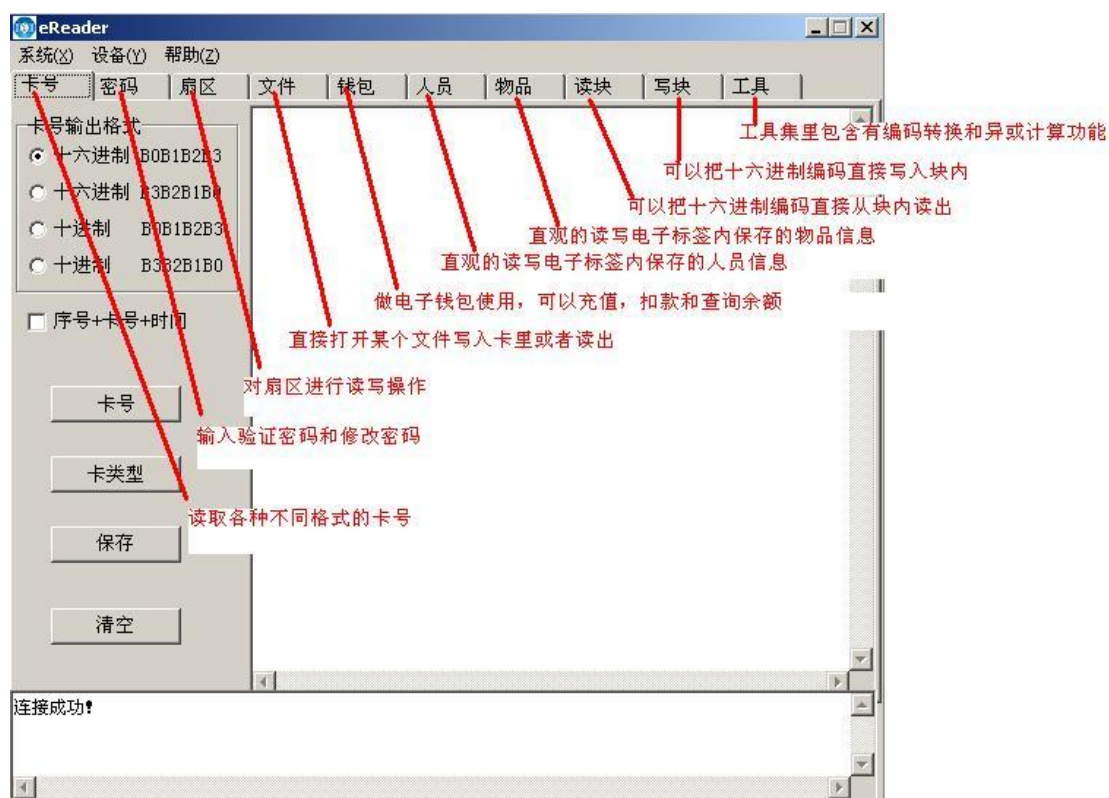 eReader
系统(X) 设备(Y) 帮助(Z)
卡号 密码 扇区 文件 钱包 人员 物品 读块 写块 工具
卡号输出格式
十六进制 B0B1B2B3
十六进制 B3B2B1B0
十进制 B0B1B2B3
十进制 B3B2B1B0
序号+卡号+时间
卡号
卡类型
保存
清空
工具集里包含有编码转换和异或计算功能
可以把十六进制编码直接写入块内
可以把十六进制编码直接从块内读出
直观的读写电子标签内保存的物品信息
直观的读写电子标签内保存的人员信息
做电子钱包使用，可以充值，扣款和查询余额
直接打开某个文件写入卡里或者读出
对扇区进行读写操作
输入验证密码和修改密码
读取各种不同格式的卡号
连接成功!